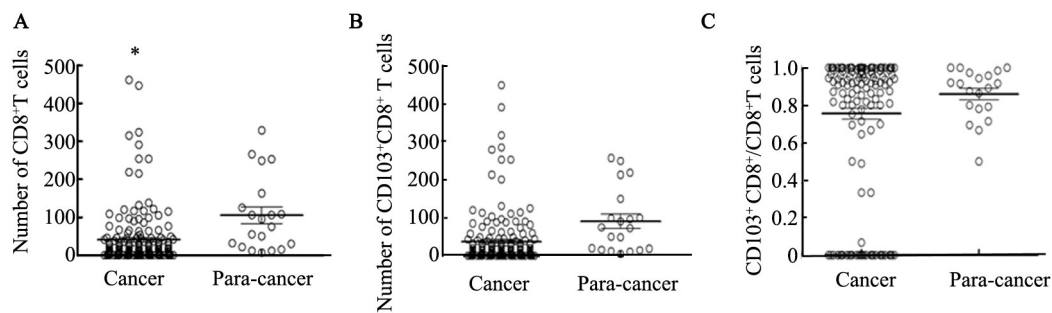 A
Number of CD8⁺T cells
500
400
300
200
100
0
*
Cancer
Para-cancer
B
Number of CD103⁺CD8⁺ T cells
500
400
300
200
100
0
Cancer
Para-cancer
C
CD103⁺ CD8⁺/CD8⁺T cells
1.0
0.8
0.6
0.4
0.2
0
Cancer
Para-cancer